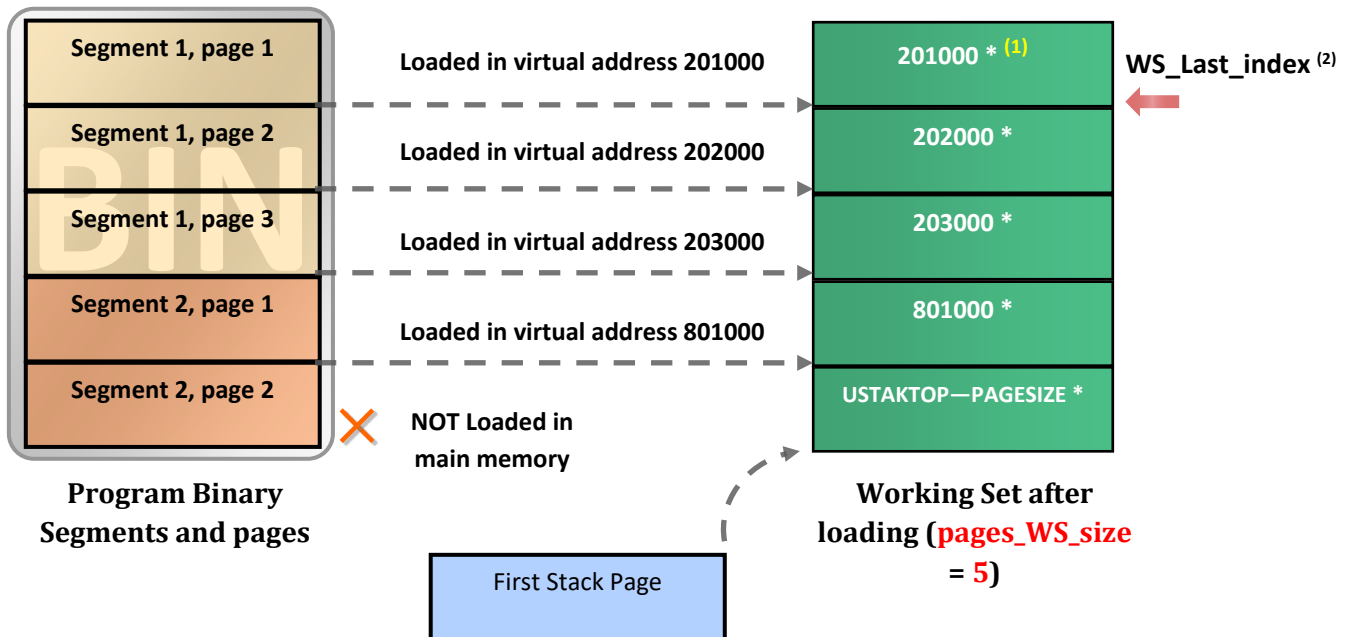 Segment 1, page 1
Segment 1, page 2
Segment 1, page 3
Segment 2, page 1
Segment 2, page 2
BIN
Program Binary
Segments and pages
Loaded in virtual address 201000
Loaded in virtual address 202000
Loaded in virtual address 203000
Loaded in virtual address 801000
NOT Loaded in
main memory
First Stack Page
201000 * (1)
202000 *
203000 *
801000 *
USTAKTOP—PAGESIZE *
Working Set after
loading (pages_WS_size
= 5)
WS_Last_index (2)